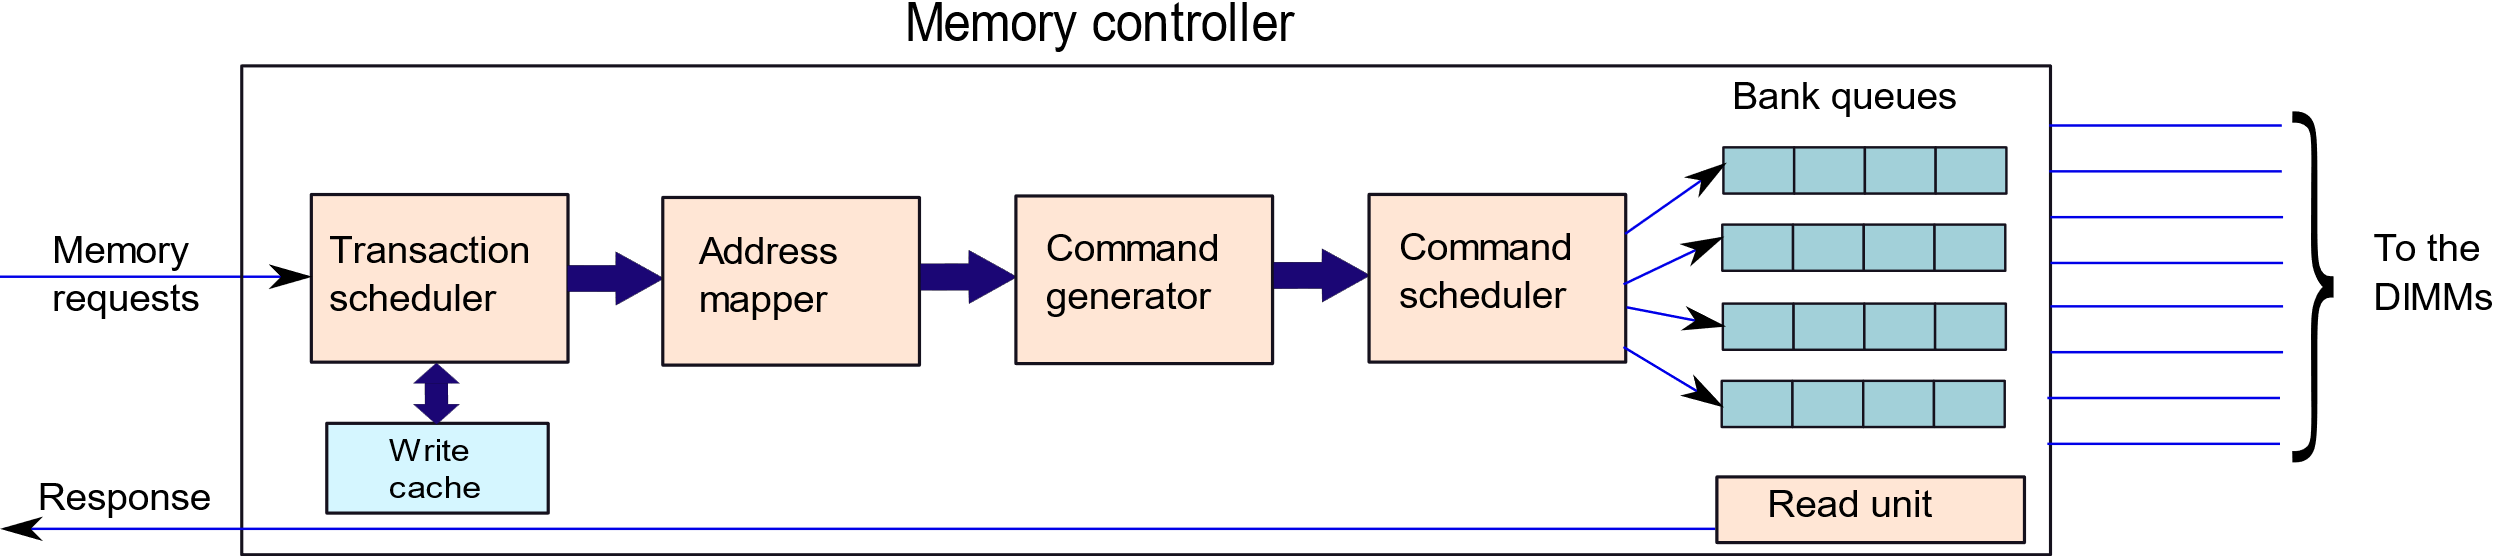 Memory controller
Bank queues
Memory
requests
Transaction
scheduler
Address
mapper
Command
generator
Command
scheduler
To the
DIMMs
Write
cache
Response
Read unit